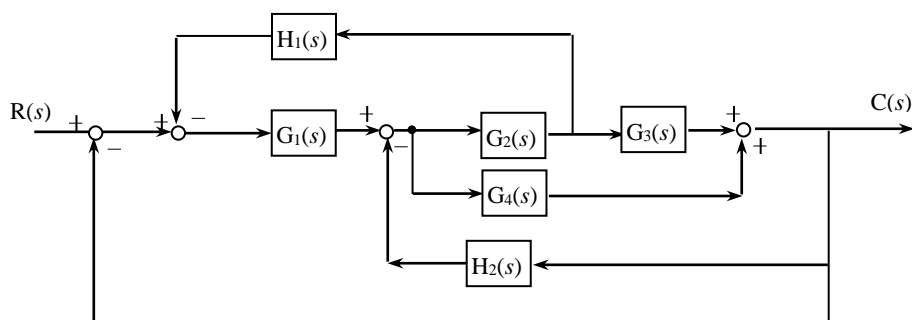 H₁(s)
R(s)
C(s)
+
−
+
−
G₁(s)
+
−
G₂(s)
G₃(s)
+
+
G₄(s)
H₂(s)